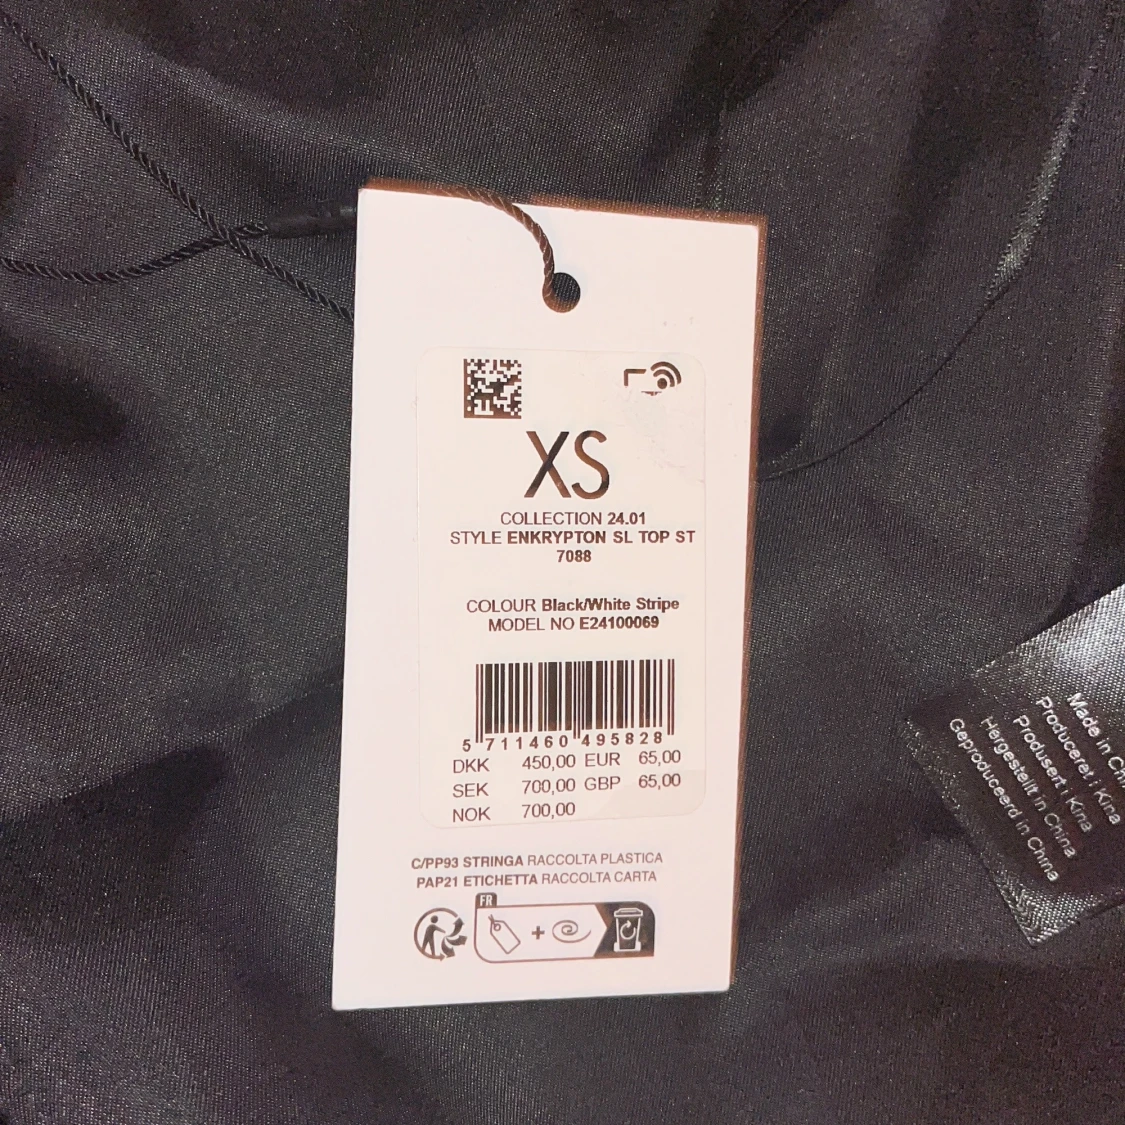 XS
COLLECTION 24.01
STYLE ENKRYPTON SL TOP ST
7088
COLOUR Black/White Stripe
MODEL NO E24100069
5 711460 495828
DKK 450,00 EUR 65,00
SEK 700,00 GBP 65,00
NOK 700,00
C/PP93 STRINGA RACCOLTA PLASTICA
PAP21 ETICHETTA RACCOLTA CARTA
FR
Made in
Produceret i Kina
Produsert i Kina
Hergestellt in China
Geproduceerd in China